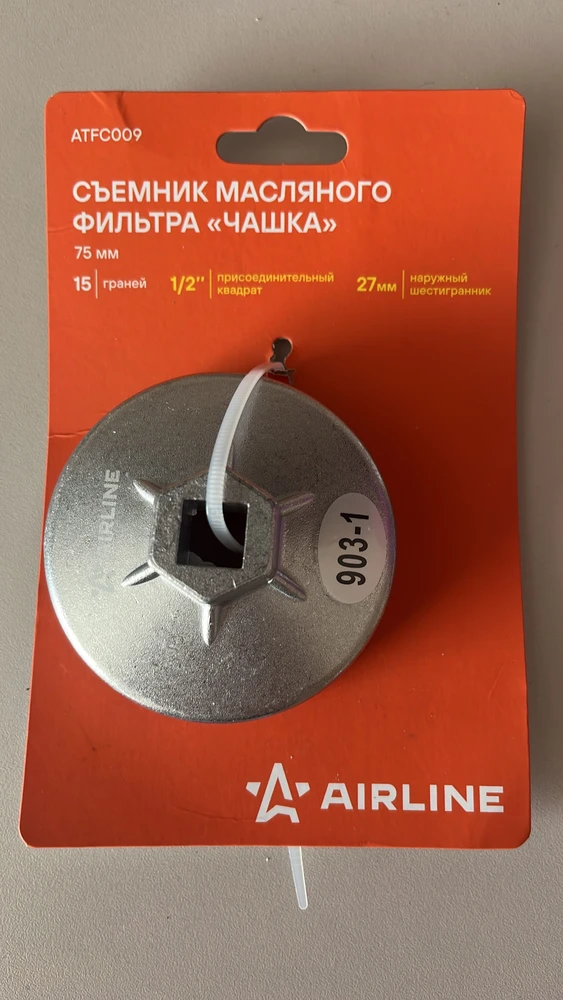 ATFC009
СЪЕМНИК МАСЛЯНОГО
ФИЛЬТРА «ЧАШКА»
75 мм
15 граней
1/2" присоединительный
квадрат
27мм наружный
шестигранник
AIRLINE
903-1
AIRLINE